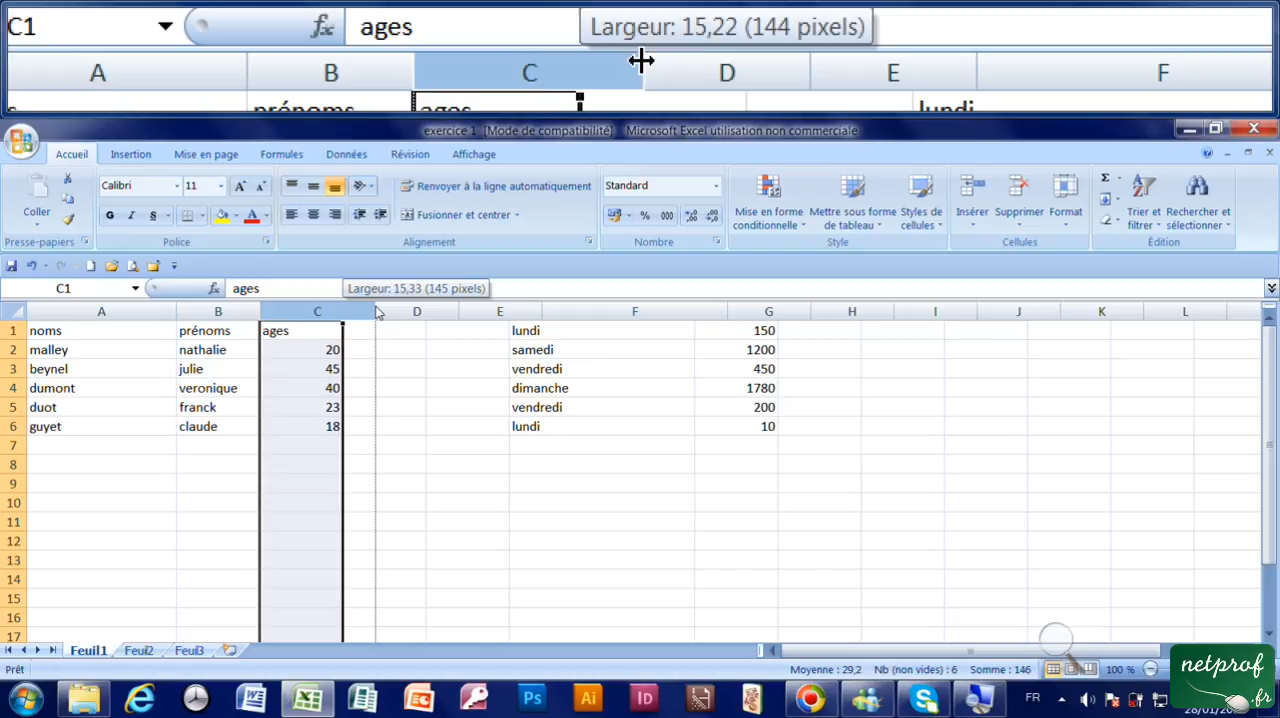 C1 fx ages Largeur: 15,22 (144 pixels)
A B C D E F
s prénoms ages lundi
exercice 1 [Mode de compatibilité] - Microsoft Excel utilisation non commerciale
Accueil Insertion Mise en page Formules Données Révision Affichage
Calibri 11 Renvoyer à la ligne automatiquement Standard
Coller G I S A Fusionner et centrer % 000 Mise en forme conditionnelle Mettre sous forme de tableau Styles de cellules Insérer Supprimer Format Trier et filtrer Rechercher et sélectionner
Presse-papiers Police Alignement Nombre Style Cellules Édition
C1 fx ages Largeur: 15,33 (145 pixels)
A B C D E F G H I J K L
1 noms prénoms ages lundi 150
2 malley nathalie 20 samedi 1200
3 beynel julie 45 vendredi 450
4 dumont veronique 40 dimanche 1780
5 duot franck 23 vendredi 200
6 guyet claude 18 lundi 10
7
8
9
10
11
12
13
14
15
16
17
Feuil1 Feuil2 Feuil3
Prêt Moyenne : 29,2 Nb (non vides) : 6 Somme : 146 100 %
netprof
.fr
Ps Ai Id FR